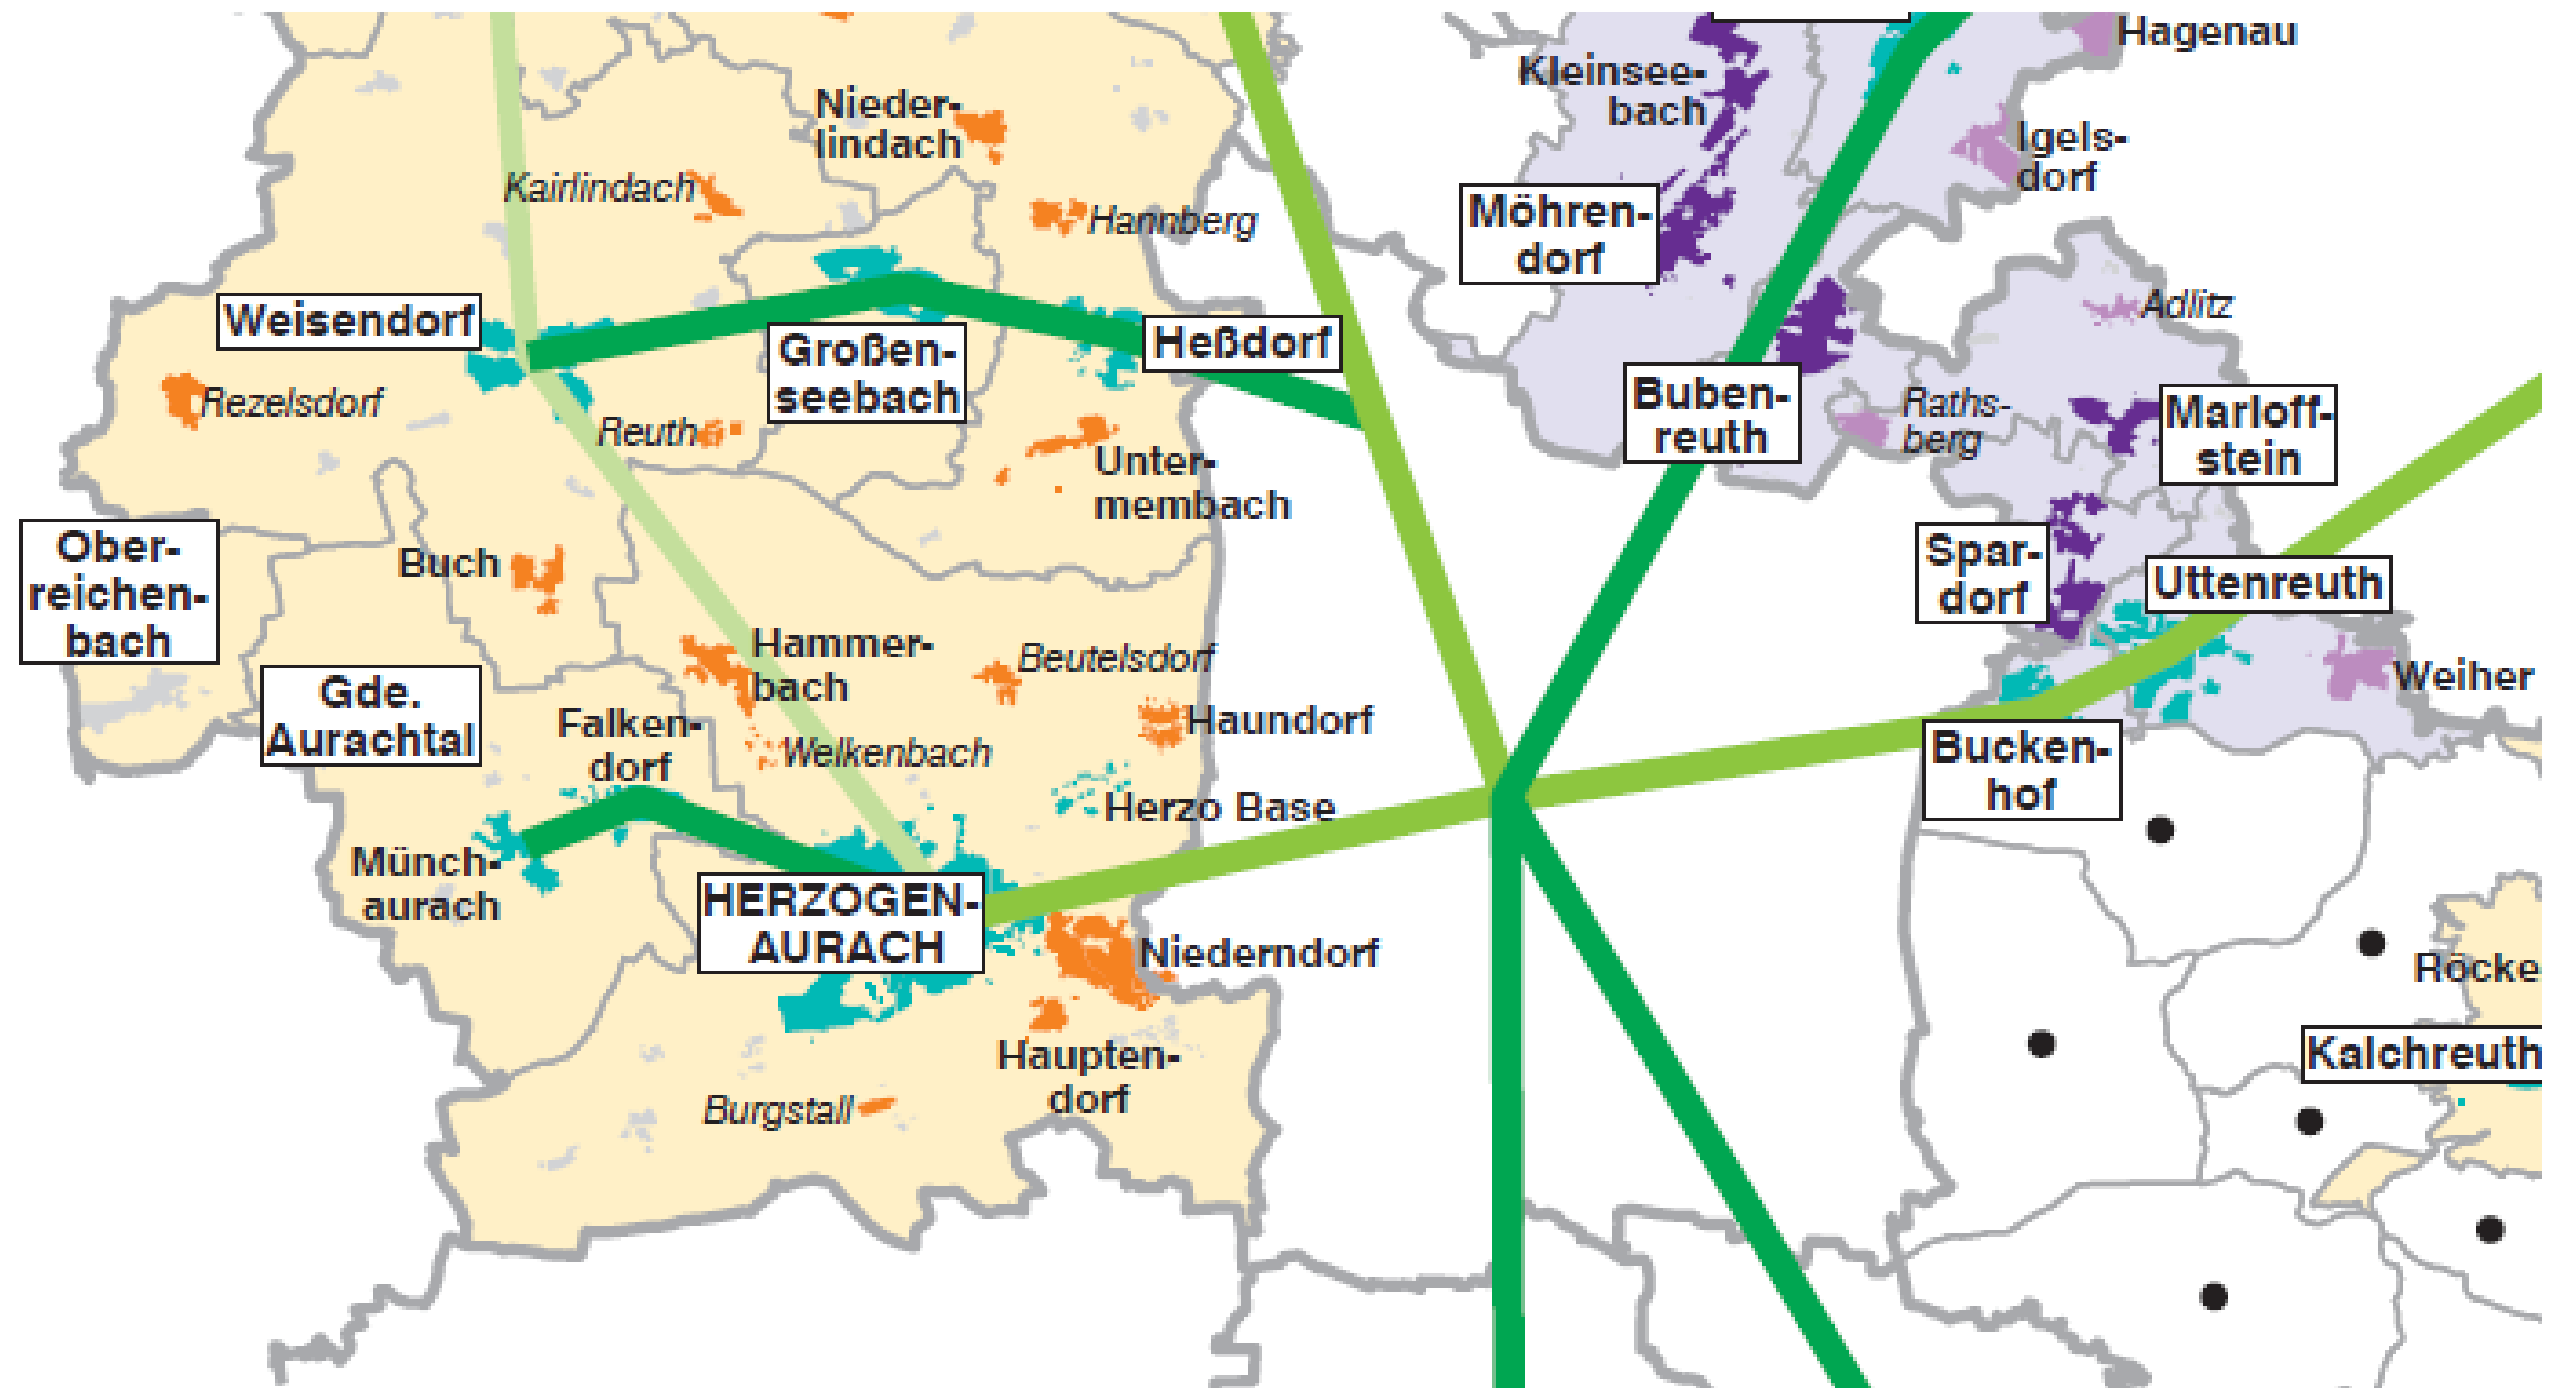 Hagenau
Kleinsee-
bach
Nieder-
lindach
Igels-
dorf
Kairlindach
Hannberg
Möhren-
dorf
Adlitz
Weisendorf
Heßdorf
Großen-
seebach
Rezelsdorf
Reuth
Buben-
reuth
Raths-
berg
Marloff-
stein
Unter-
membach
Ober-
reichen-
bach
Buch
Spar-
dorf
Uttenreuth
Hammer-
bach
Beutelsdorf
Weiher
Gde.
Aurachtal
Falken-
dorf
Haundorf
Welkenbach
Bucken-
hof
Herzo Base
Münch-
aurach
HERZOGEN-
AURACH
Niederndorf
Röcke
Kalchreuth
Haupten-
dorf
Burgstall